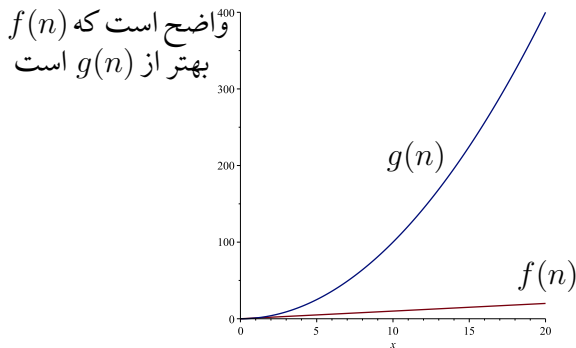 واضح است که f(n)
بهتر از g(n) است
400
300
200
100
0
0 5 10 15 20
x
g(n)
f(n)